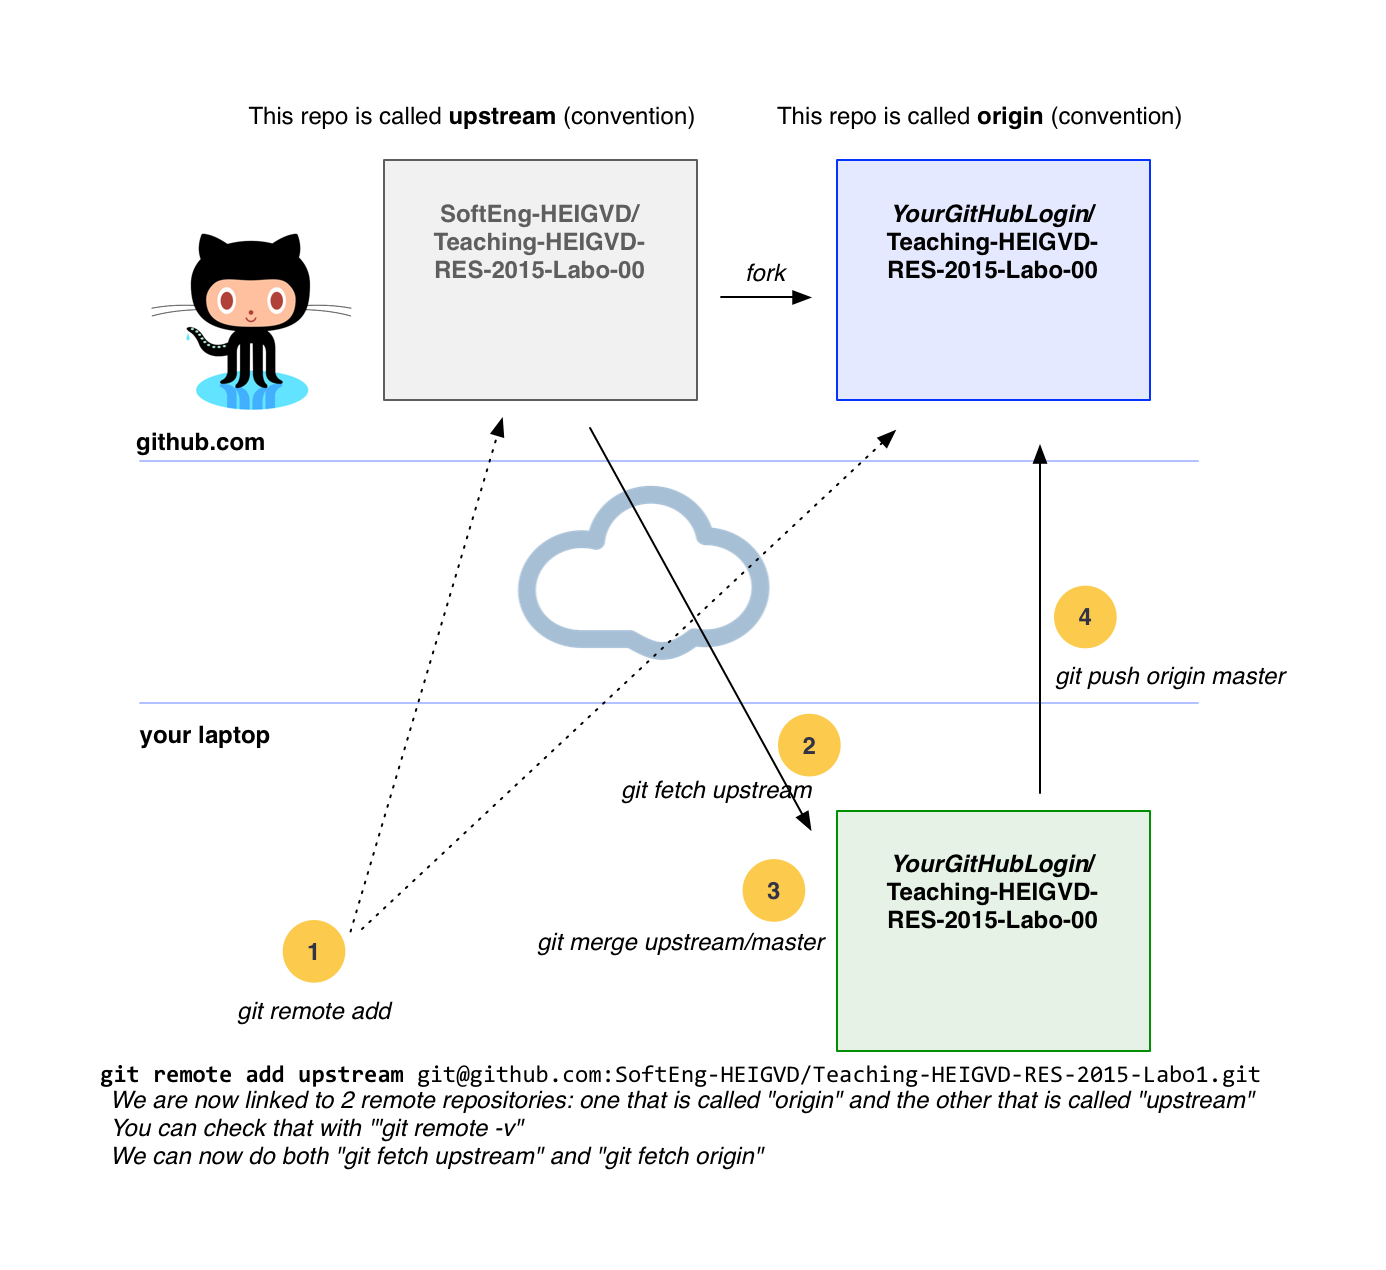 This repo is called upstream (convention)
This repo is called origin (convention)
SoftEng-HEIGVD/
Teaching-HEIGVD-
RES-2015-Labo-00
fork
YourGitHubLogin/
Teaching-HEIGVD-
RES-2015-Labo-00
github.com
4
git push origin master
your laptop
2
git fetch upstream
3
git merge upstream/master
YourGitHubLogin/
Teaching-HEIGVD-
RES-2015-Labo-00
1
git remote add
git remote add upstream git@github.com:SoftEng-HEIGVD/Teaching-HEIGVD-RES-2015-Labo1.git
We are now linked to 2 remote repositories: one that is called "origin" and the other that is called "upstream"
You can check that with "'git remote -v"
We can now do both "git fetch upstream" and "git fetch origin"